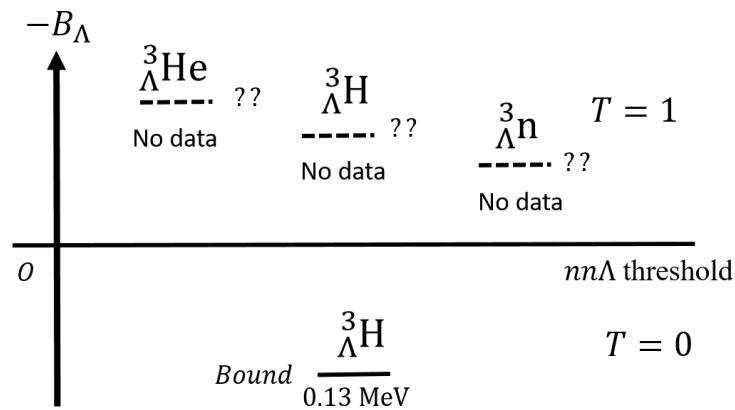 −B_Λ
³_ΛHe
??
No data
³_ΛH
??
No data
³_Λn
??
No data
T = 1
O
nnΛ threshold
³_ΛH
Bound
0.13 MeV
T = 0